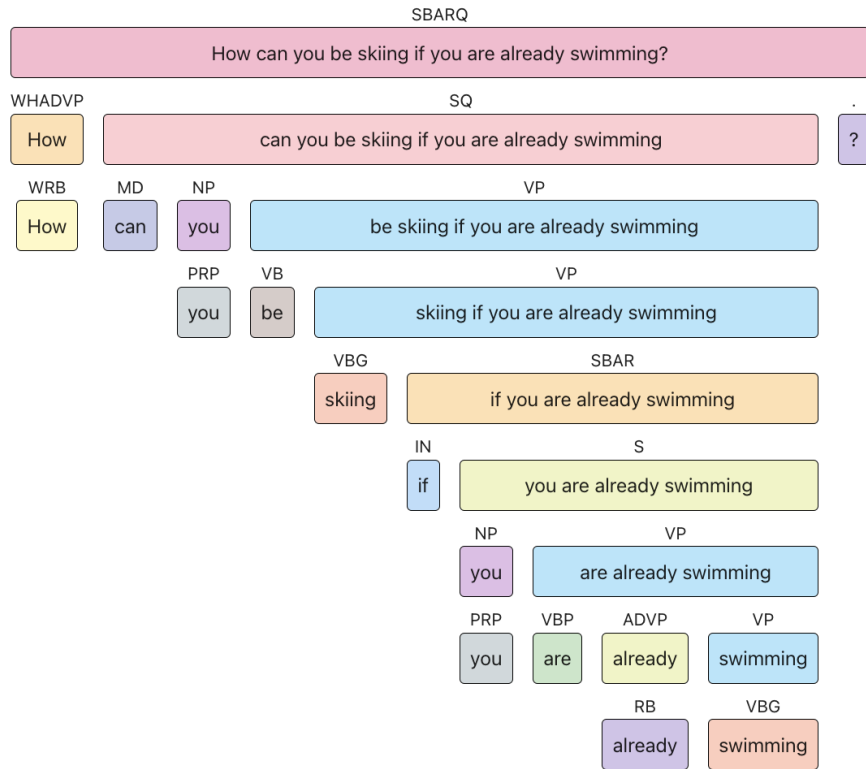 SBARQ
How can you be skiing if you are already swimming?
WHADVP SQ .
How can you be skiing if you are already swimming ?
WRB MD NP VP
How can you be skiing if you are already swimming
PRP VB VP
you be skiing if you are already swimming
VBG SBAR
skiing if you are already swimming
IN S
if you are already swimming
NP VP
you are already swimming
PRP VBP ADVP VP
you are already swimming
RB VBG
already swimming